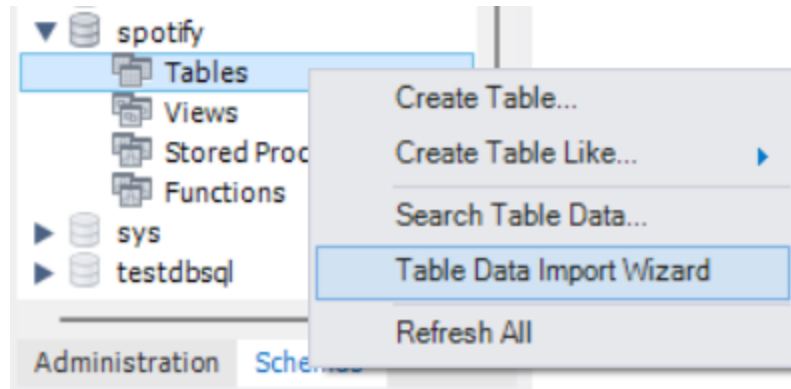 spotify
Tables
Views
Stored Proc
Functions
sys
testdbsql
Administration
Schemas
Create Table...
Create Table Like...
Search Table Data...
Table Data Import Wizard
Refresh All